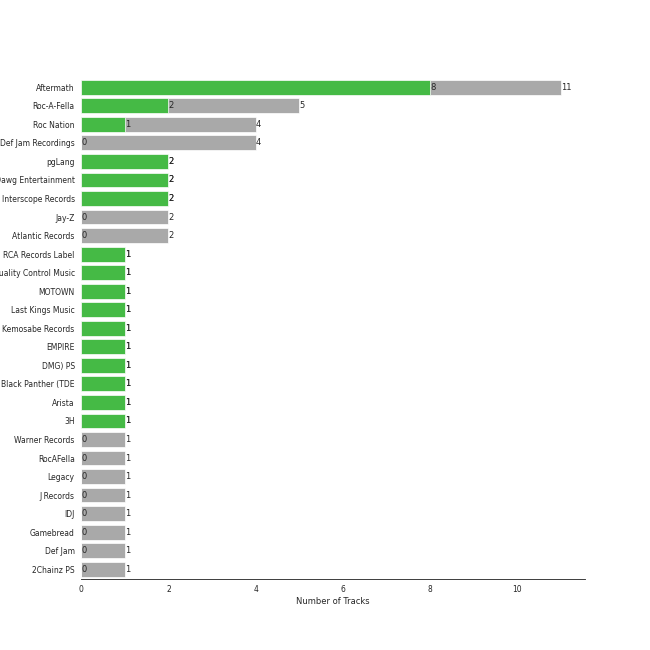 Aftermath 8 11
Roc-A-Fella 2 5
Roc Nation 1 4
Def Jam Recordings 0 4
pgLang 2
Dawg Entertainment 2
Interscope Records 2
Jay-Z 0 2
Atlantic Records 0 2
RCA Records Label 1
uality Control Music 1
MOTOWN 1
Last Kings Music 1
Kemosabe Records 1
EMPIRE 1
DMG) PS 1
Black Panther (TDE 1
Arista 1
3H 1
Warner Records 0 1
RocAFella 0 1
Legacy 0 1
J Records 0 1
IDJ 0 1
Gamebread 0 1
Def Jam 0 1
2Chainz PS 0 1
0 2 4 6 8 10
Number of Tracks